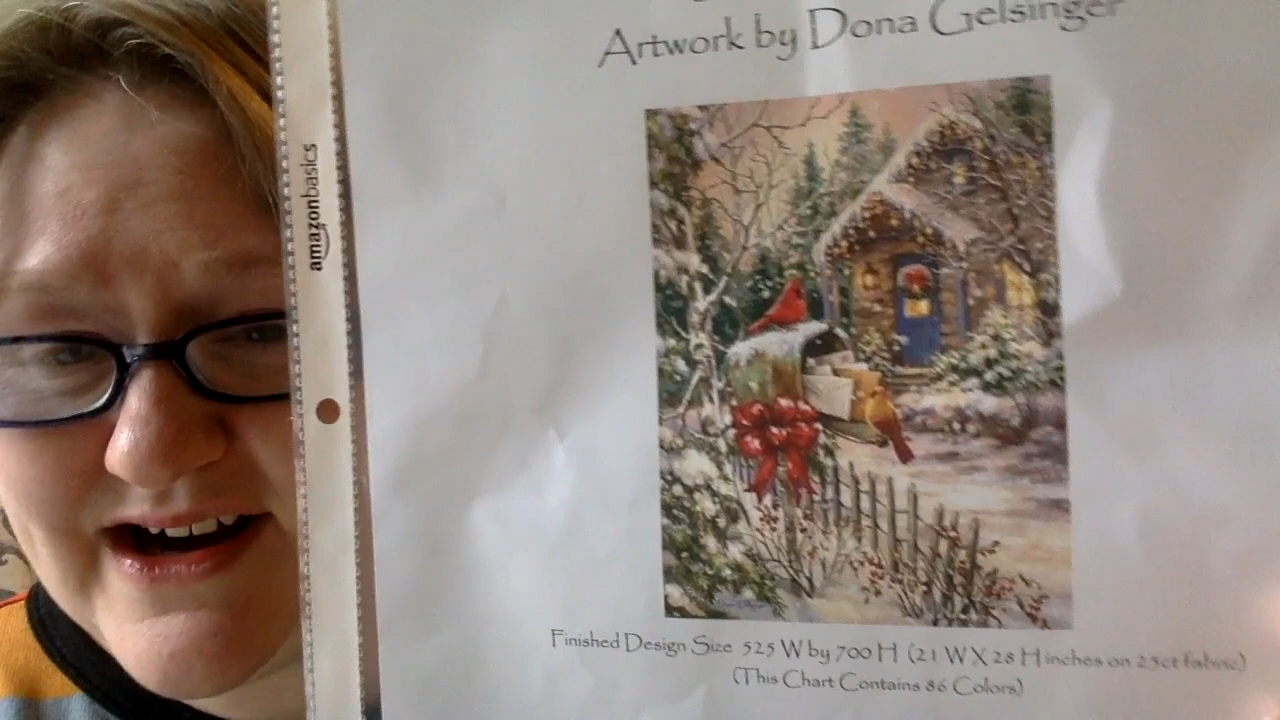 Artwork by Dona Gelsinger
amazonbasics
Finished Design Size 525 W by 700 H (21 W X 28 H inches on 25ct fabric)
(This Chart Contains 86 Colors)